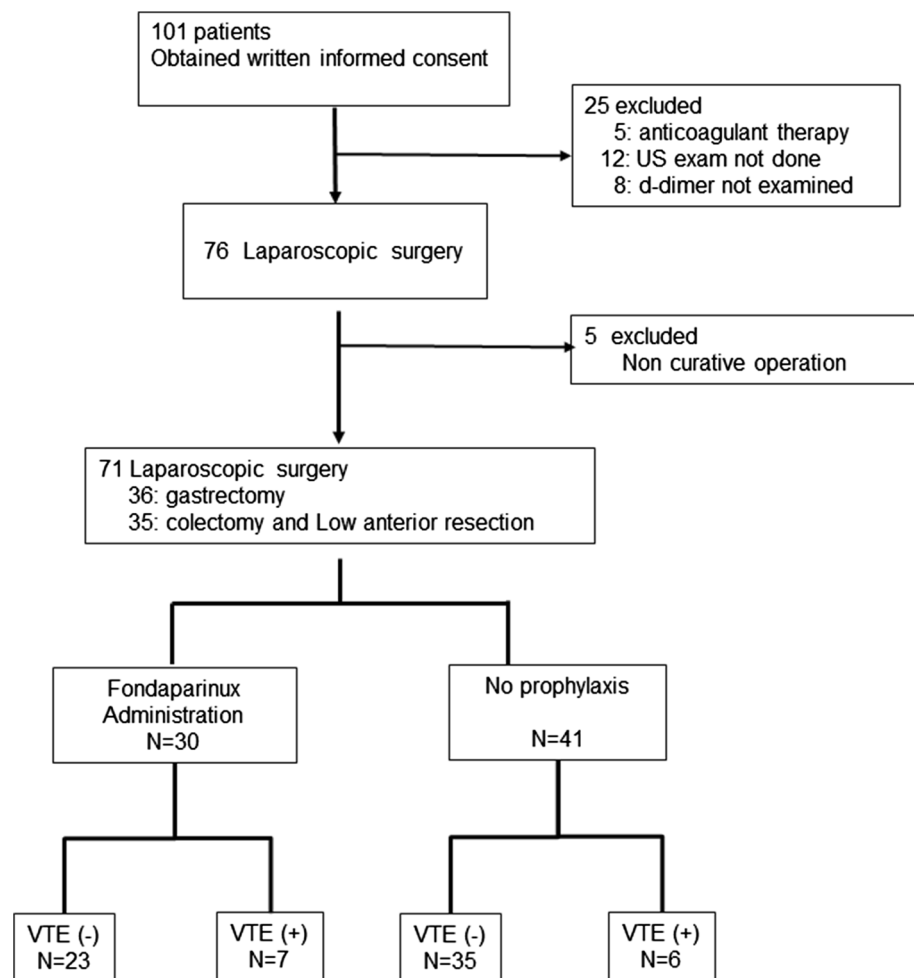 101 patients
Obtained written informed consent
25 excluded
5: anticoagulant therapy
12: US exam not done
8: d-dimer not examined
76 Laparoscopic surgery
5 excluded
Non curative operation
71 Laparoscopic surgery
36: gastrectomy
35: colectomy and Low anterior resection
Fondaparinux
Administration
N=30
No prophylaxis
N=41
VTE (-)
N=23
VTE (+)
N=7
VTE (-)
N=35
VTE (+)
N=6